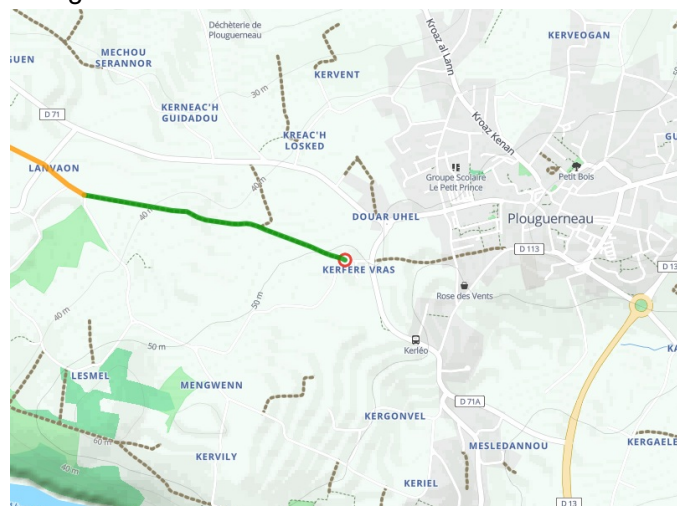 Déchèterie de
Plouguerneau
Kroaz al Lann
KERVEOGAN
MECHOU
SERANNOR
KERVENT
30 m
KERNEAC'H
GUIDADOU
D 71
KREAC'H
LOSKED
Kroaz Kenan
LANVAON
40 m
Groupe Scolaire
Le Petit Prince
Petit Bois
40 m
DOUAR UHEL
Plouguerneau
D 113
KERFERE VRAS
D 13
50 m
Rose des Vents
40 m
50 m
Kerléo
LESMEL
MENGWENN
D 71A
KERGONVEL
60 m
KERVILY
MESLEDANNOU
KERGAELE
40 m
KERIEL
D 13